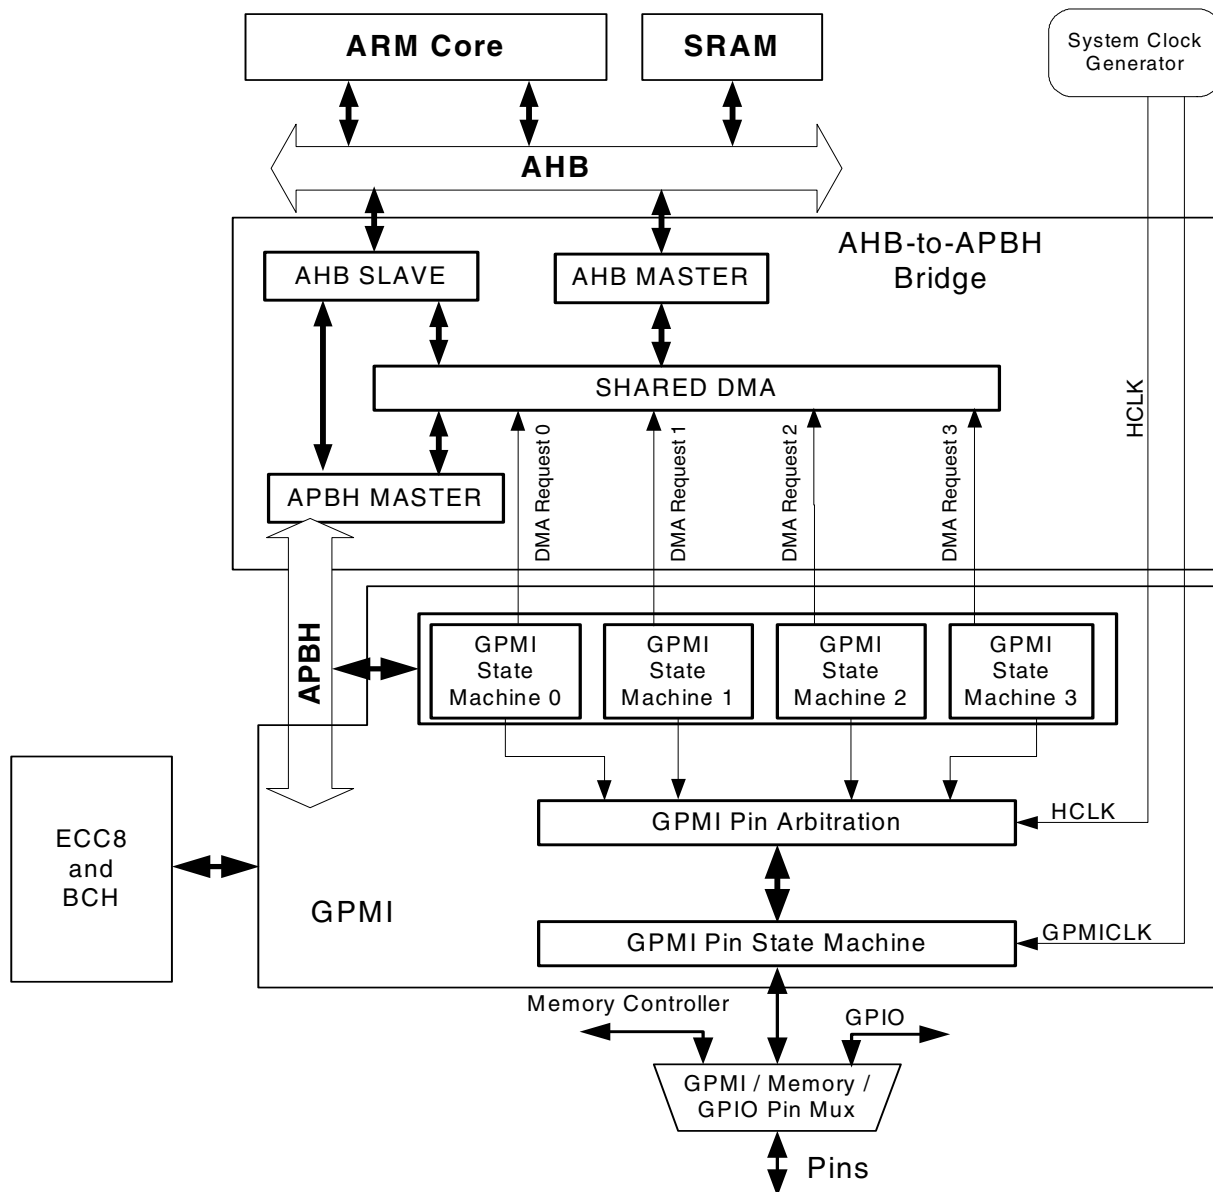 ARM Core
SRAM
System Clock
Generator
AHB
AHB-to-APBH
Bridge
AHB SLAVE
AHB MASTER
SHARED DMA
HCLK
DMA Request 0
DMA Request 1
DMA Request 2
DMA Request 3
APBH MASTER
APBH
GPMI
State
Machine 0
GPMI
State
Machine 1
GPMI
State
Machine 2
GPMI
State
Machine 3
GPMI Pin Arbitration
HCLK
ECC8
and
BCH
GPMI
GPMI Pin State Machine
GPMICLK
Memory Controller
GPIO
GPMI / Memory /
GPIO Pin Mux
Pins